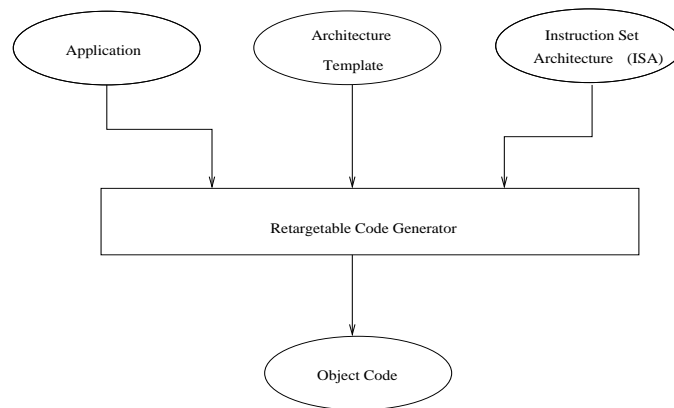 Application
Architecture
Template
Instruction Set
Architecture (ISA)
Retargetable Code Generator
Object Code